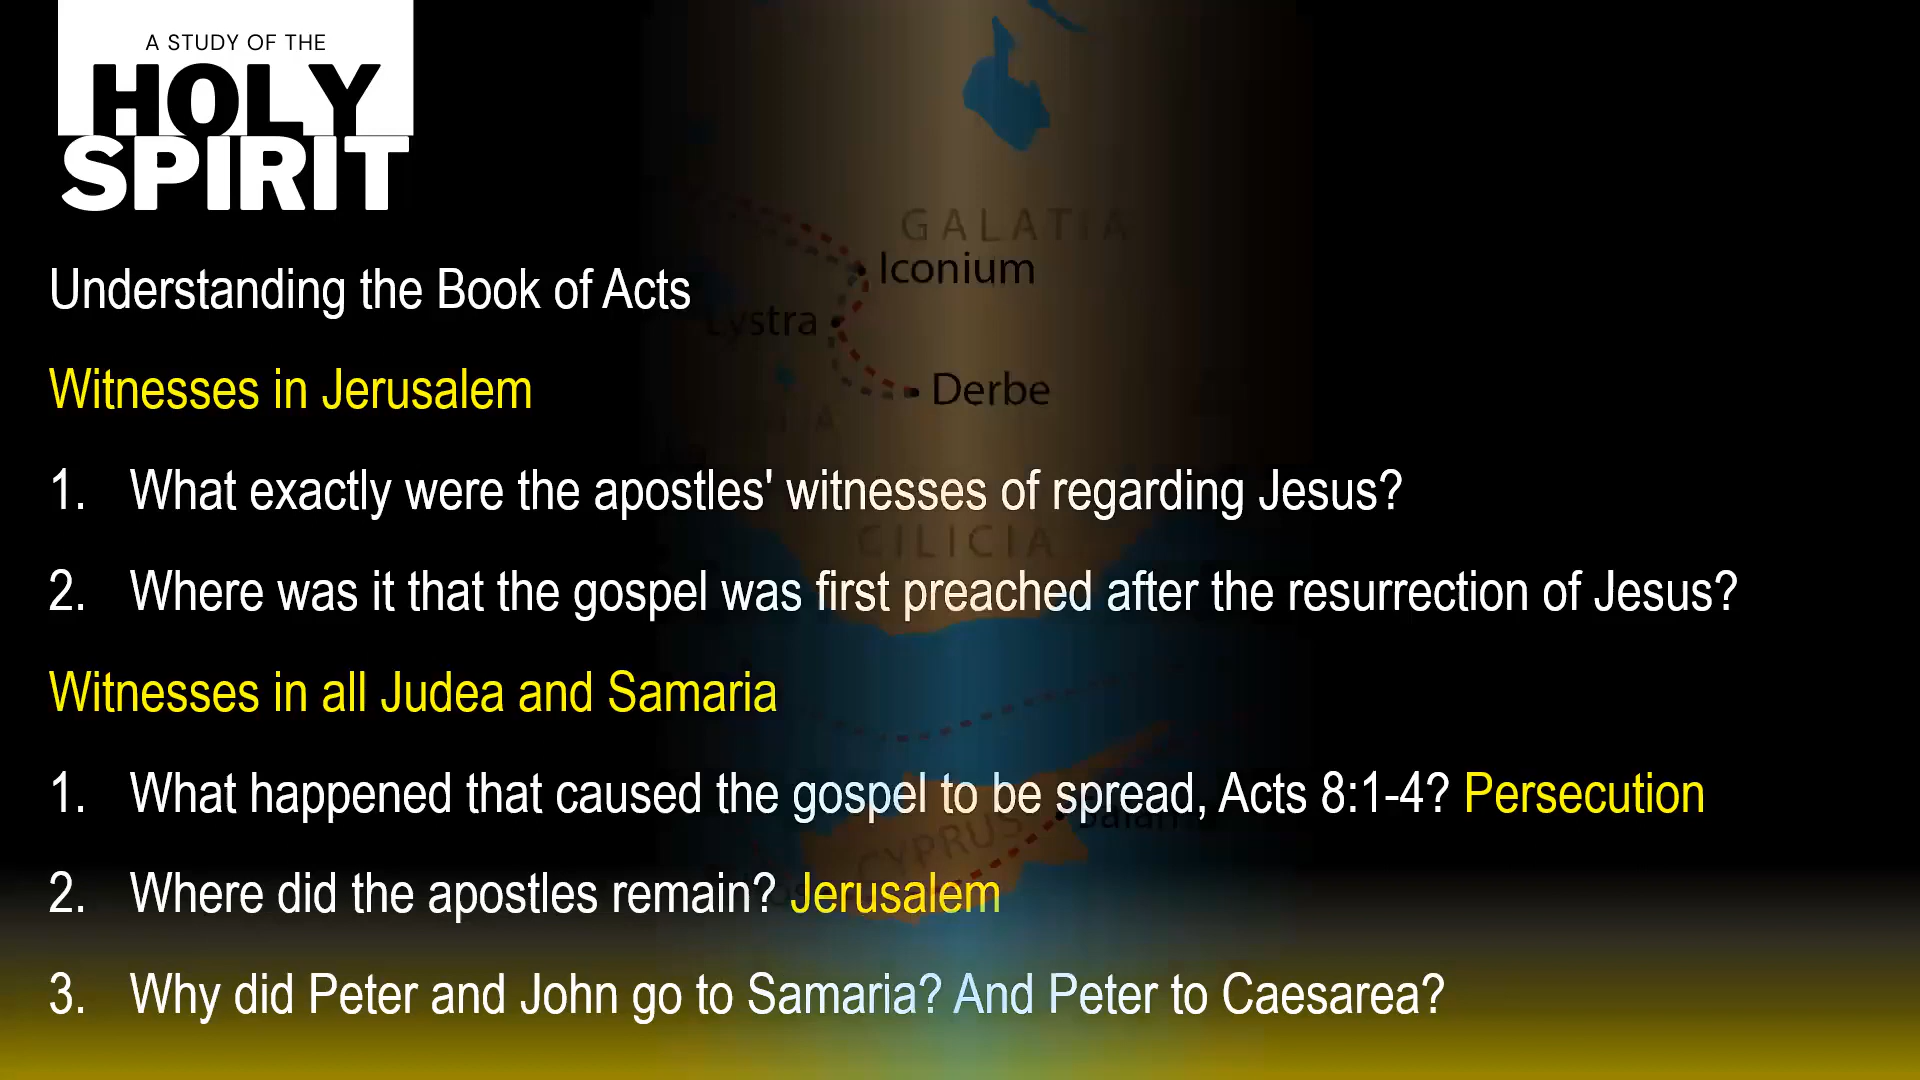 A STUDY OF THE
HOLY
SPIRIT
GALATIA
Iconium
Understanding the Book of Acts
Lystra
Derbe
Witnesses in Jerusalem
1. What exactly were the apostles' witnesses of regarding Jesus?
CILICIA
2. Where was it that the gospel was first preached after the resurrection of Jesus?
Witnesses in all Judea and Samaria
1. What happened that caused the gospel to be spread, Acts 8:1-4? Persecution
CYPRUS
2. Where did the apostles remain? Jerusalem
3. Why did Peter and John go to Samaria? And Peter to Caesarea?